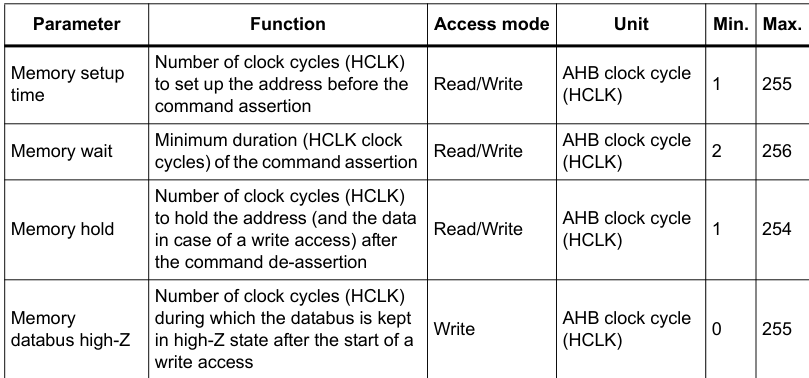 Parameter Function Access mode Unit Min. Max.
Memory setup time
Number of clock cycles (HCLK)
to set up the address before the
command assertion
Read/Write
AHB clock cycle
(HCLK)
1
255
Memory wait
Minimum duration (HCLK clock
cycles) of the command assertion
Read/Write
AHB clock cycle
(HCLK)
2
256
Memory hold
Number of clock cycles (HCLK)
to hold the address (and the data
in case of a write access) after
the command de-assertion
Read/Write
AHB clock cycle
(HCLK)
1
254
Memory
databus high-Z
Number of clock cycles (HCLK)
during which the databus is kept
in high-Z state after the start of a
write access
Write
AHB clock cycle
(HCLK)
0
255